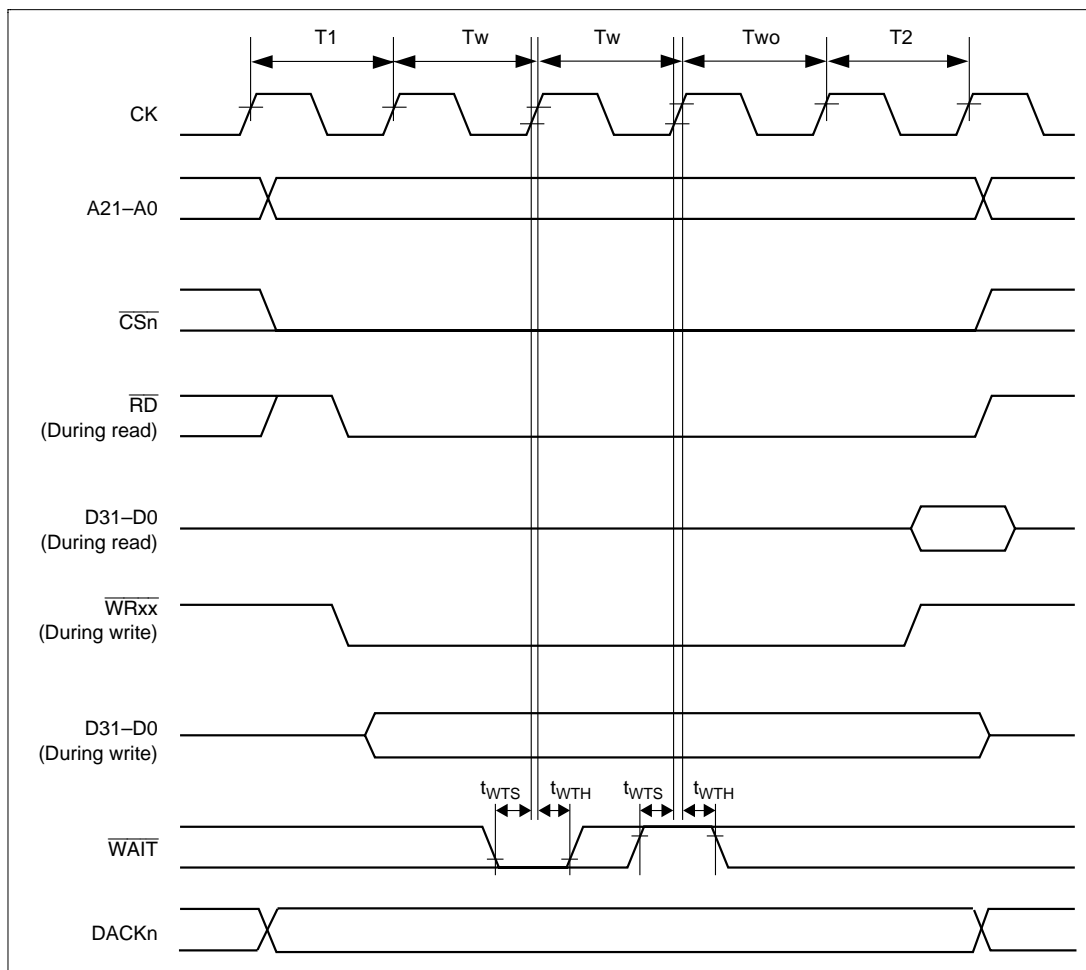 T1 Tw Tw Two T2
CK
A21–A0
CSn
RD
(During read)
D31–D0
(During read)
WRxx
(During write)
D31–D0
(During write)
tWTS tWTH tWTS tWTH
WAIT
DACKn